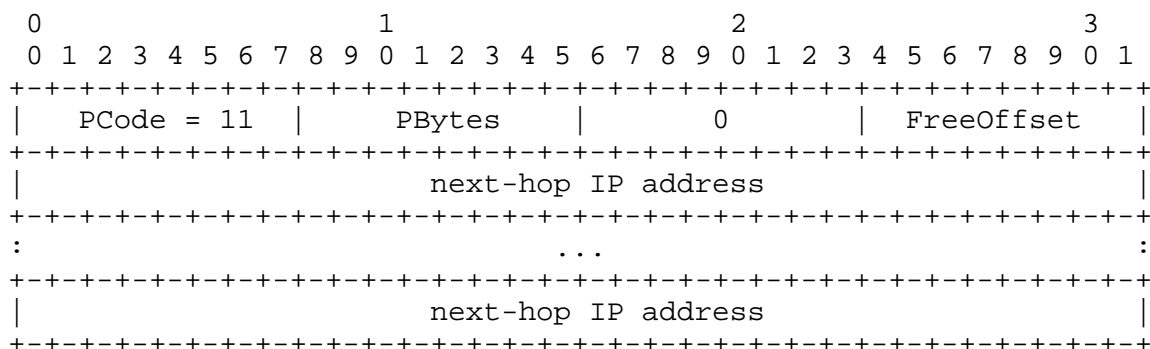 0                   1                   2                   3
 0 1 2 3 4 5 6 7 8 9 0 1 2 3 4 5 6 7 8 9 0 1 2 3 4 5 6 7 8 9 0 1
+-+-+-+-+-+-+-+-+-+-+-+-+-+-+-+-+-+-+-+-+-+-+-+-+-+-+-+-+-+-+-+-+
|   PCode = 11  |     PBytes    |       0       |  FreeOffset   |
+-+-+-+-+-+-+-+-+-+-+-+-+-+-+-+-+-+-+-+-+-+-+-+-+-+-+-+-+-+-+-+-+
|                       next-hop IP address                     |
+-+-+-+-+-+-+-+-+-+-+-+-+-+-+-+-+-+-+-+-+-+-+-+-+-+-+-+-+-+-+-+-+
:                              ...                              :
+-+-+-+-+-+-+-+-+-+-+-+-+-+-+-+-+-+-+-+-+-+-+-+-+-+-+-+-+-+-+-+-+
|                       next-hop IP address                     |
+-+-+-+-+-+-+-+-+-+-+-+-+-+-+-+-+-+-+-+-+-+-+-+-+-+-+-+-+-+-+-+-+